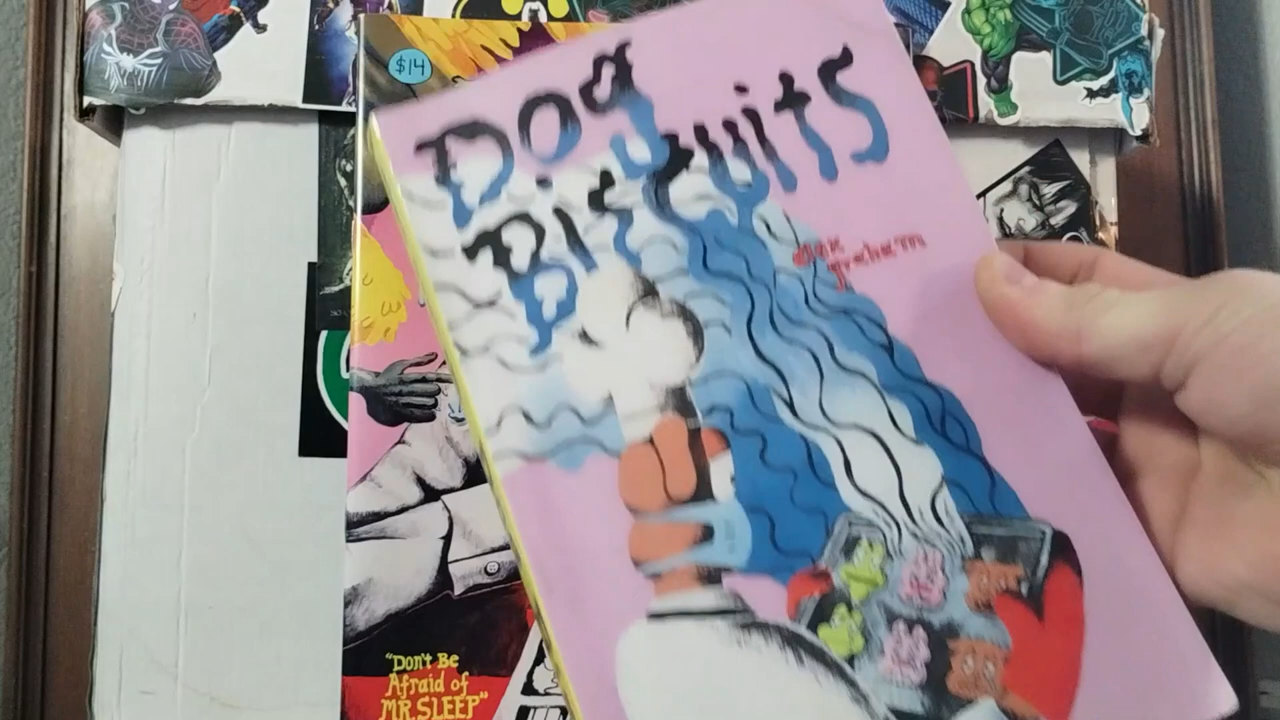 $14
Dog
Biscuits
alex
graham
"Don't Be
Afraid of
MR. SLEEP"